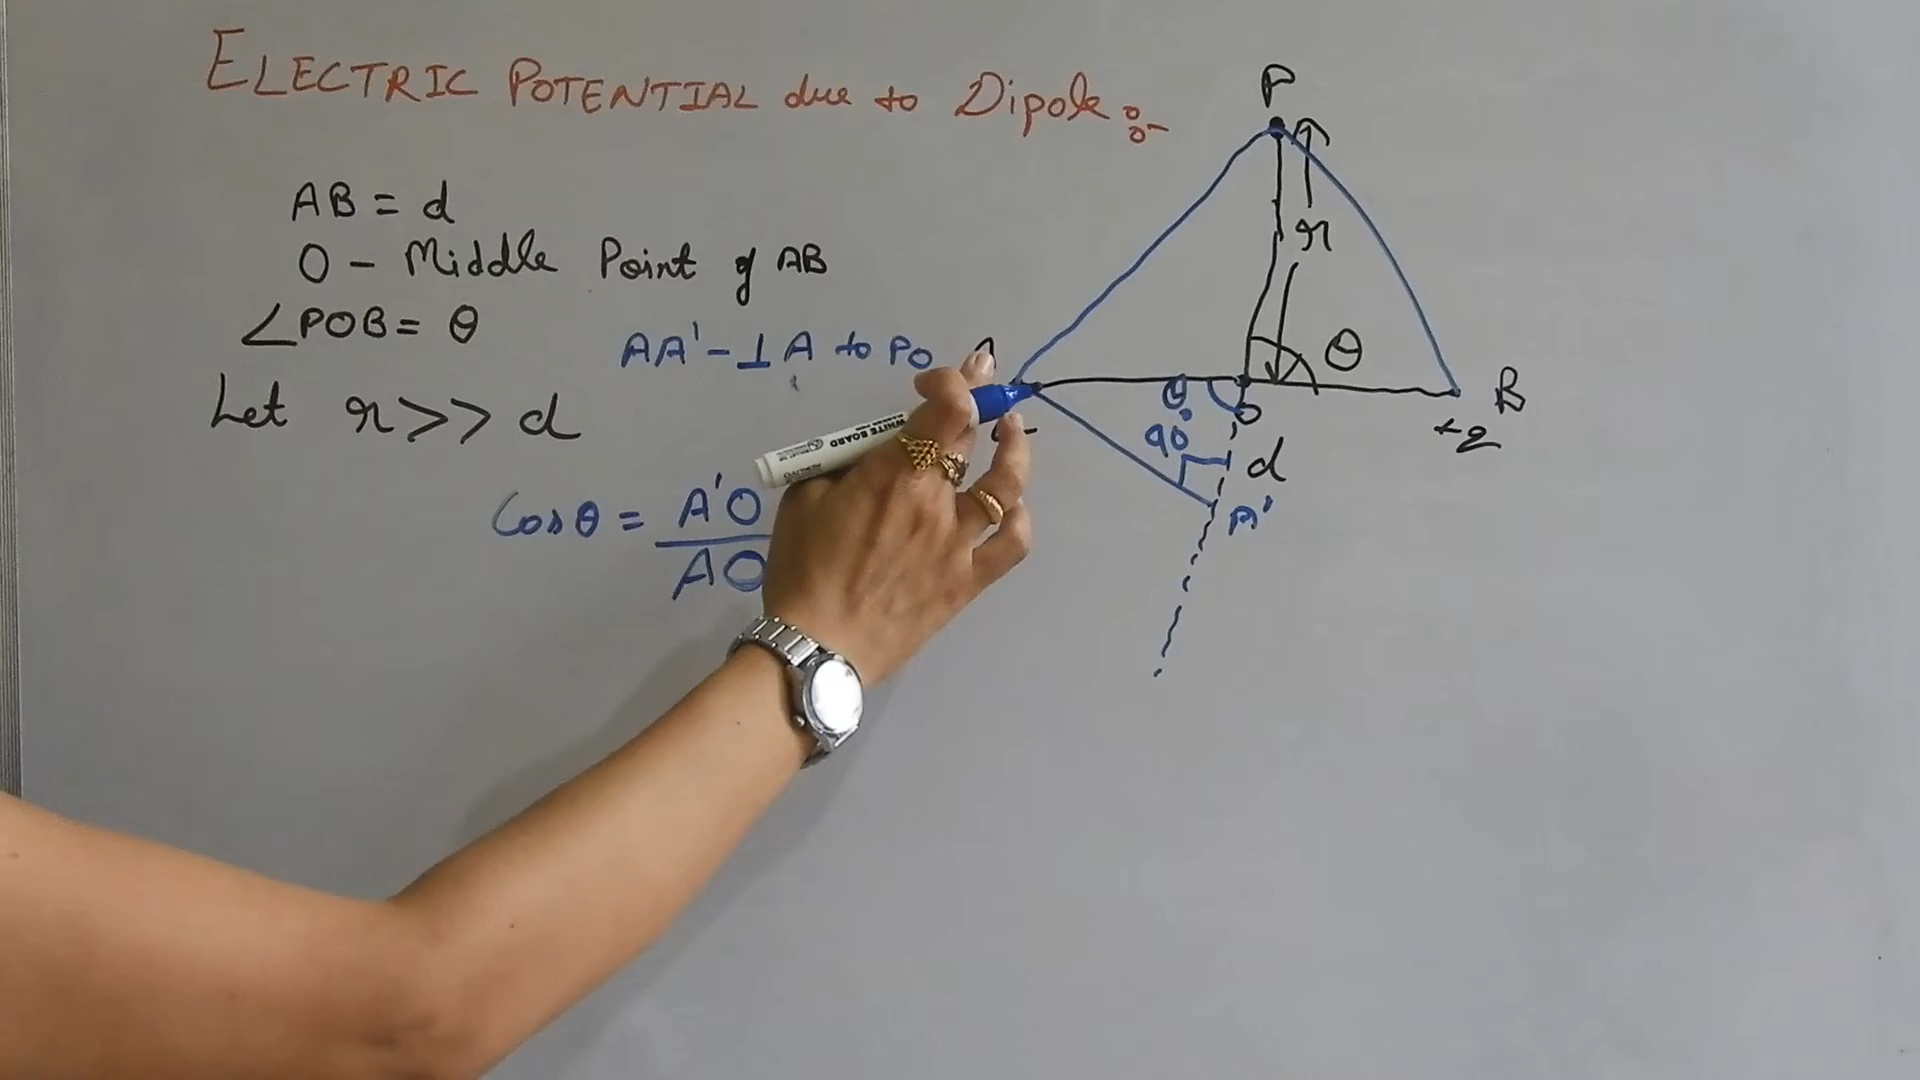 ELECTRIC POTENTIAL due to Dipole :-
AB = d
O - Middle Point of AB
∠POB = θ
AA' - ⊥ A to PO
Let r >> d
Cosθ = A'O
AO
P
r
θ
B
+q
θ
O
90°
d
A'
WHITE BOARD